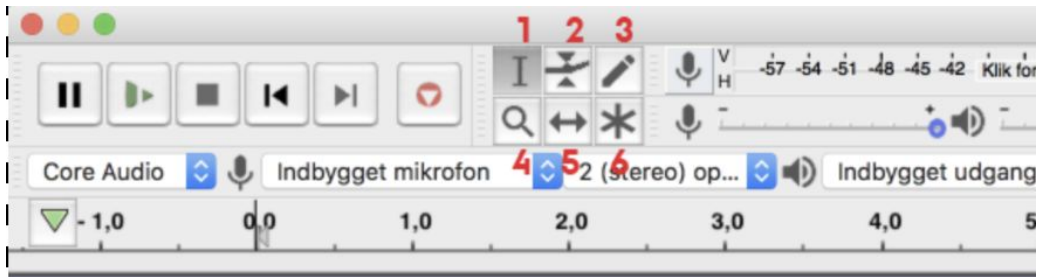 1 2 3
V -57 -54 -51 -48 -45 -42 Klik for
H
4 5 6
Core Audio Indbygget mikrofon 2 (stereo) op... Indbygget udgang
- 1,0 0,0 1,0 2,0 3,0 4,0 5